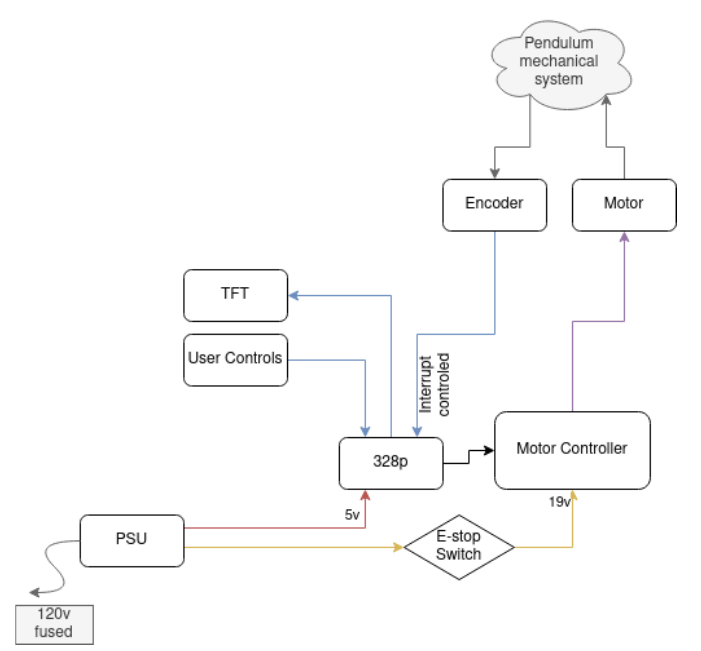 Pendulum
mechanical
system
Encoder
Motor
TFT
User Controls
Interrupt
controled
328p
Motor Controller
5v
19v
PSU
E-stop
Switch
120v
fused